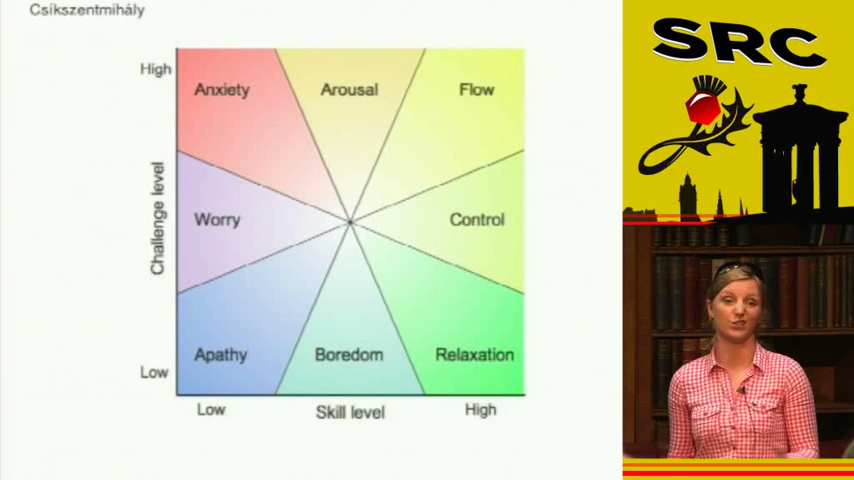 Csíkszentmihály
SRC
High
Anxiety
Arousal
Flow
Challenge level
Worry
Control
Apathy
Boredom
Relaxation
Low
Low
Skill level
High